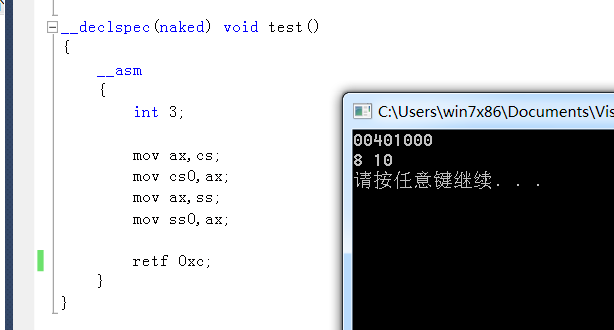 __declspec(naked) void test()
{
__asm
{
int 3;
mov ax,cs;
mov cs0,ax;
mov ax,ss;
mov ss0,ax;
retf 0xc;
}
}
C:\Users\win7x86\Documents\Vis
00401000
8 10
请按任意键继续. . .